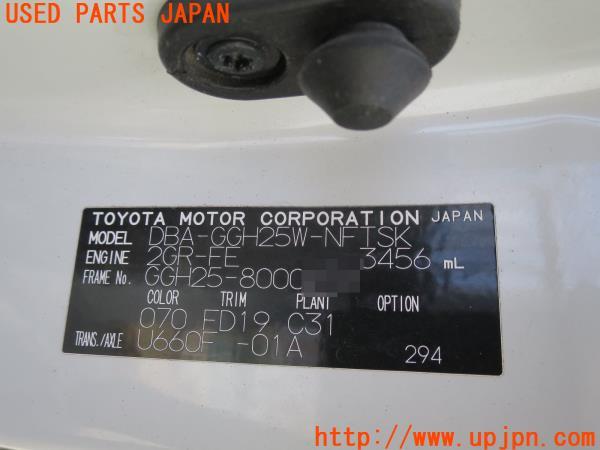 USED PARTS JAPAN
TOYOTA MOTOR CORPORATION JAPAN
MODEL DBA-GGH25W-NFTSK
ENGINE 2GR-FE 3456 mL
FRAME No. GGH25-8000
COLOR TRIM PLANT OPTION
070 FD19 C31
TRANS./AXLE U660F -01A 294
http://www.upjpn.com/